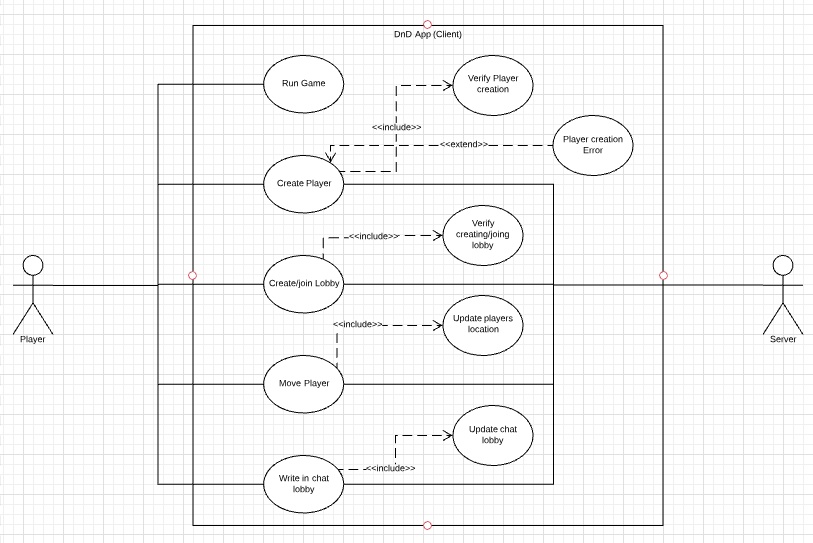 DnD App (Client)
Run Game
Verify Player
creation
<<include>>
<<extend>>
Player creation
Error
Create Player
Verify
creating/joing
lobby
<<include>>
Create/join Lobby
Player
Server
<<include>>
Update players
location
Move Player
Update chat
lobby
<<include>>
Write in chat
lobby